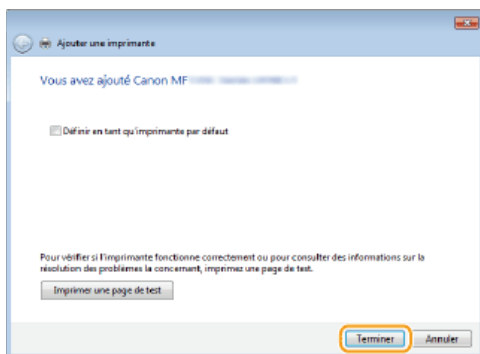 Ajouter une imprimante
Vous avez ajouté Canon MF
Définir en tant qu'imprimante par défaut
Pour vérifier si l'imprimante fonctionne correctement ou pour consulter des informations sur la
résolution des problèmes la concernant, imprimez une page de test.
Imprimer une page de test
Terminer Annuler